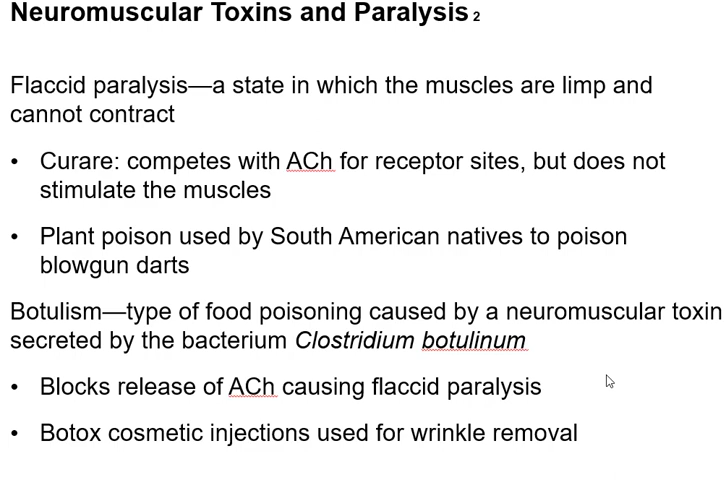 Neuromuscular Toxins and Paralysis 2
Flaccid paralysis—a state in which the muscles are limp and
cannot contract
• Curare: competes with ACh for receptor sites, but does not
stimulate the muscles
• Plant poison used by South American natives to poison
blowgun darts
Botulism—type of food poisoning caused by a neuromuscular toxin
secreted by the bacterium Clostridium botulinum
• Blocks release of ACh causing flaccid paralysis
• Botox cosmetic injections used for wrinkle removal